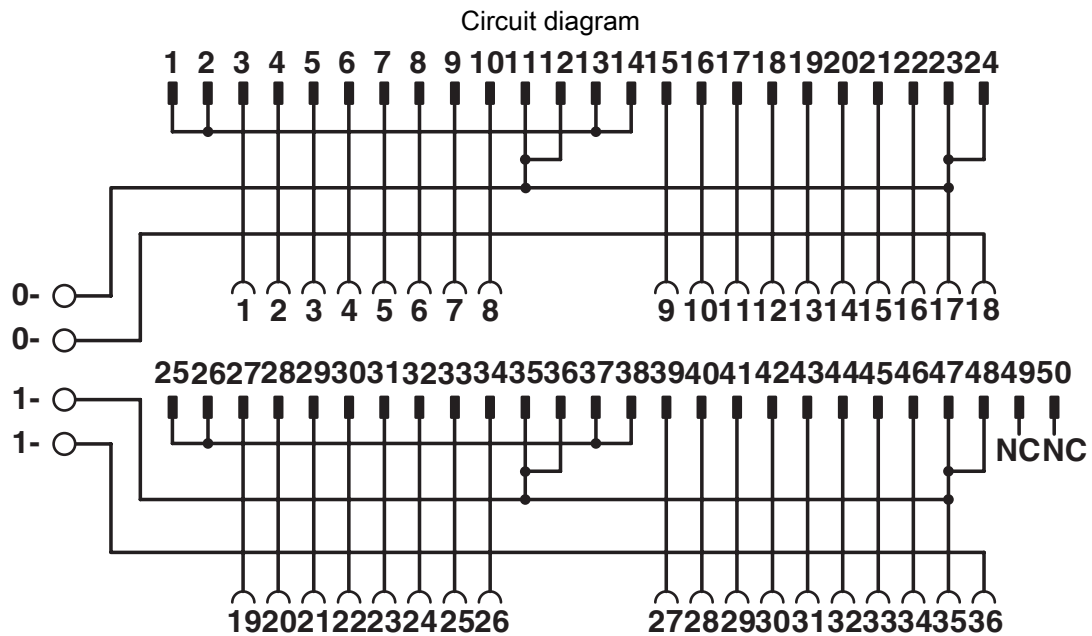 Circuit diagram
1 2 3 4 5 6 7 8 9 10 11 12 13 14 15 16 17 18 19 20 21 22 23 24
0-
1 2 3 4 5 6 7 8 9 10 11 12 13 14 15 16 17 18
0-
25 26 27 28 29 30 31 32 33 34 35 36 37 38 39 40 41 42 43 44 45 46 47 48 49 50
1-
1-
NC NC
19 20 21 22 23 24 25 26 27 28 29 30 31 32 33 34 35 36